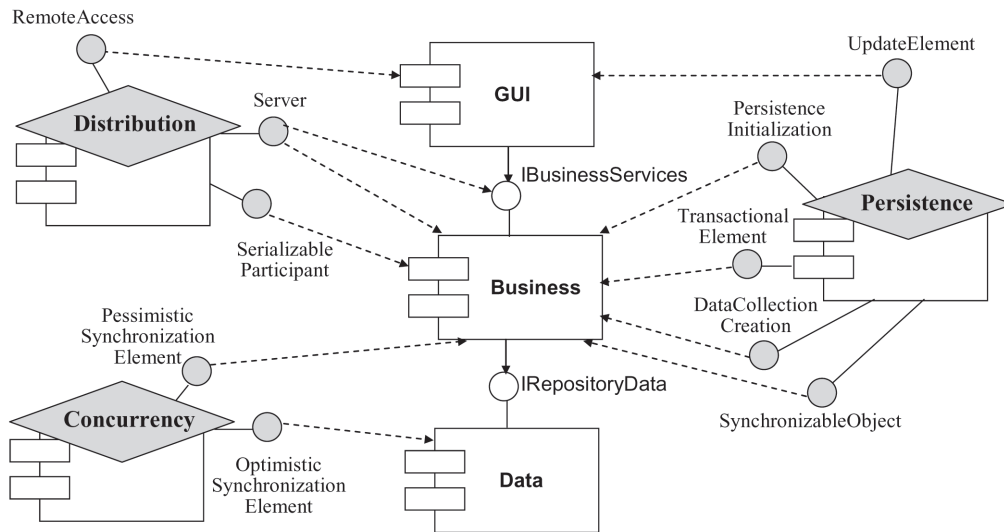 RemoteAccess
UpdateElement
GUI
Server
Persistence
Initialization
Distribution
IBusinessServices
Persistence
Transactional
Element
Serializable
Participant
Business
DataCollection
Creation
Pessimistic
Synchronization
Element
IRepositoryData
SynchronizableObject
Concurrency
Optimistic
Synchronization
Element
Data